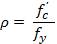 ρ = f'c / fy